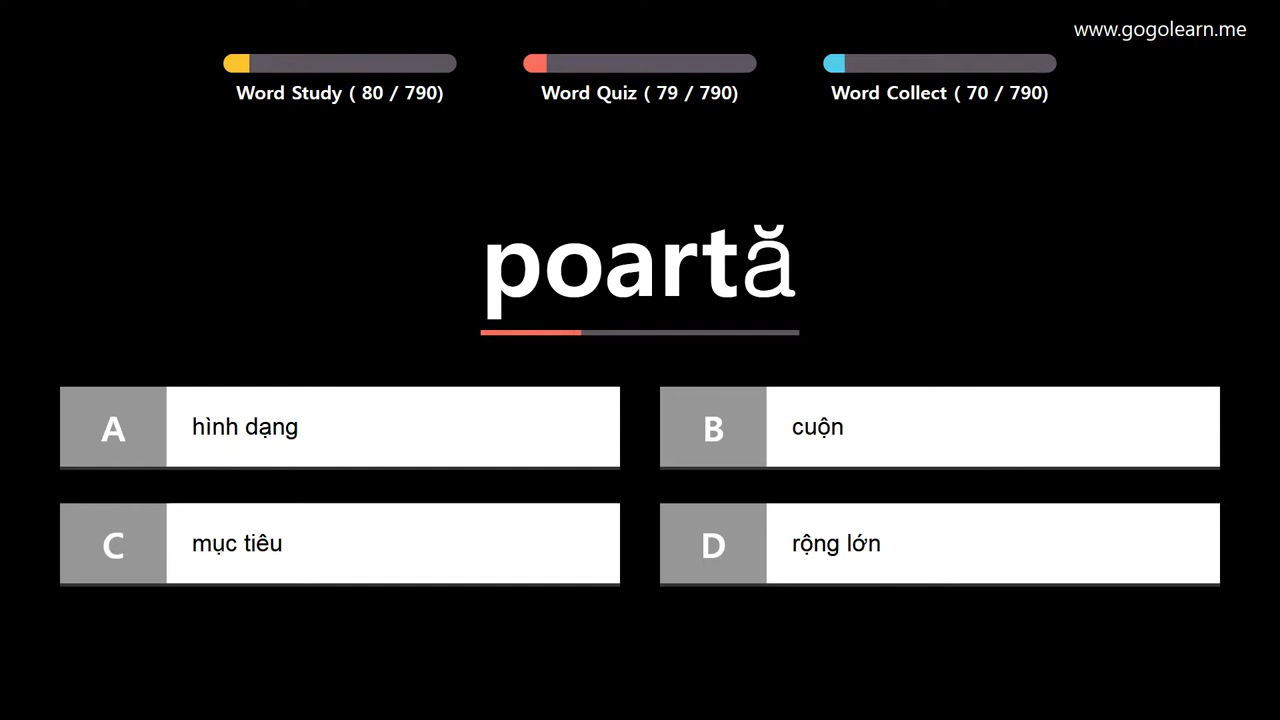 www.gogolearn.me
Word Study ( 80 / 790)
Word Quiz ( 79 / 790)
Word Collect ( 70 / 790)
poartă
A hình dạng
B cuộn
C mục tiêu
D rộng lớn